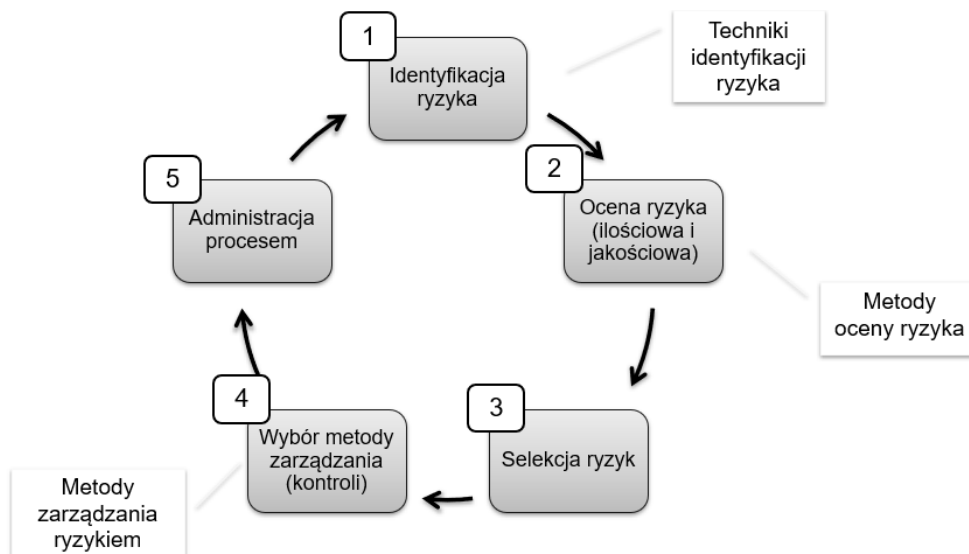 1
Identyfikacja
ryzyka
Techniki
identyfikacji
ryzyka
2
Ocena ryzyka
(ilościowa i
jakościowa)
Metody
oceny ryzyka
3
Selekcja ryzyk
4
Wybór metody
zarządzania
(kontroli)
Metody
zarządzania
ryzykiem
5
Administracja
procesem